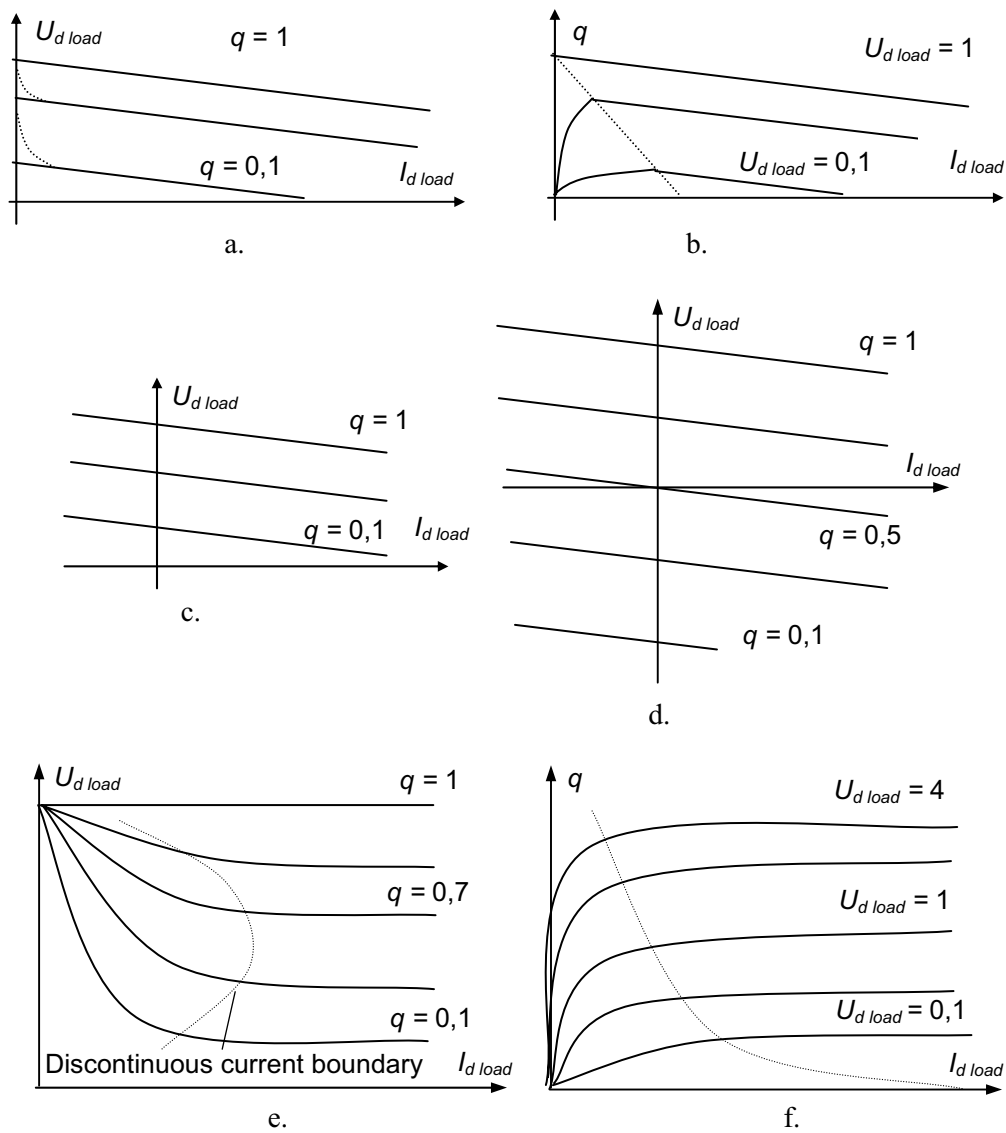 U_d load
q = 1
q = 0,1
I_d load
a.
q
U_d load = 1
U_d load = 0,1
I_d load
b.
U_d load
q = 1
q = 0,1
I_d load
c.
U_d load
q = 1
I_d load
q = 0,5
q = 0,1
d.
U_d load
q = 1
q = 0,7
q = 0,1
Discontinuous current boundary
I_d load
e.
q
U_d load = 4
U_d load = 1
U_d load = 0,1
I_d load
f.